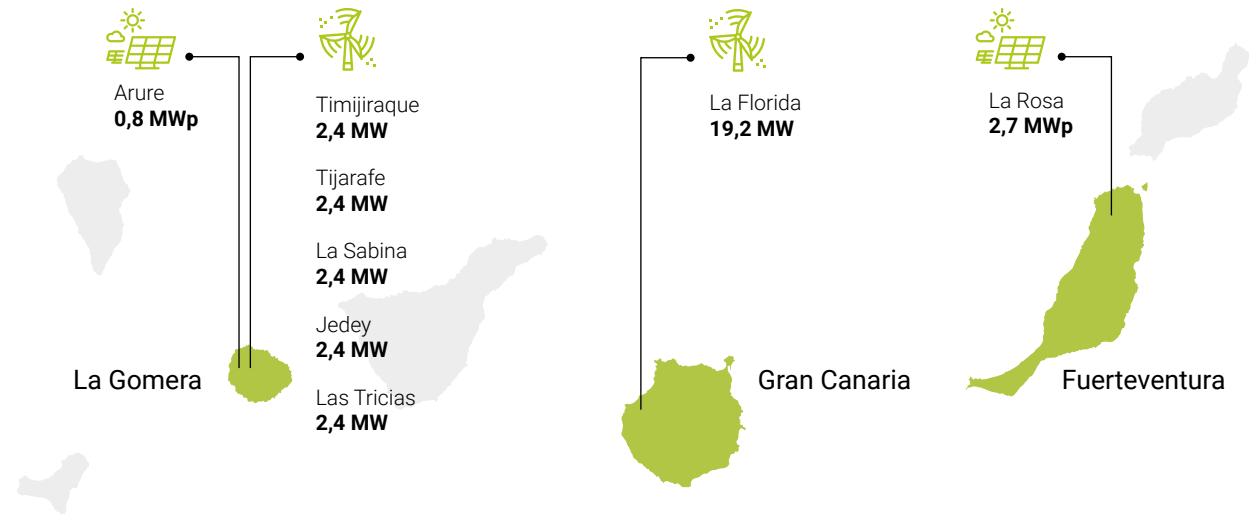 Arure
0,8 MWp
Timijiraque
2,4 MW
Tijarafe
2,4 MW
La Sabina
2,4 MW
Jedey
2,4 MW
Las Tricias
2,4 MW
La Gomera
La Florida
19,2 MW
Gran Canaria
La Rosa
2,7 MWp
Fuerteventura